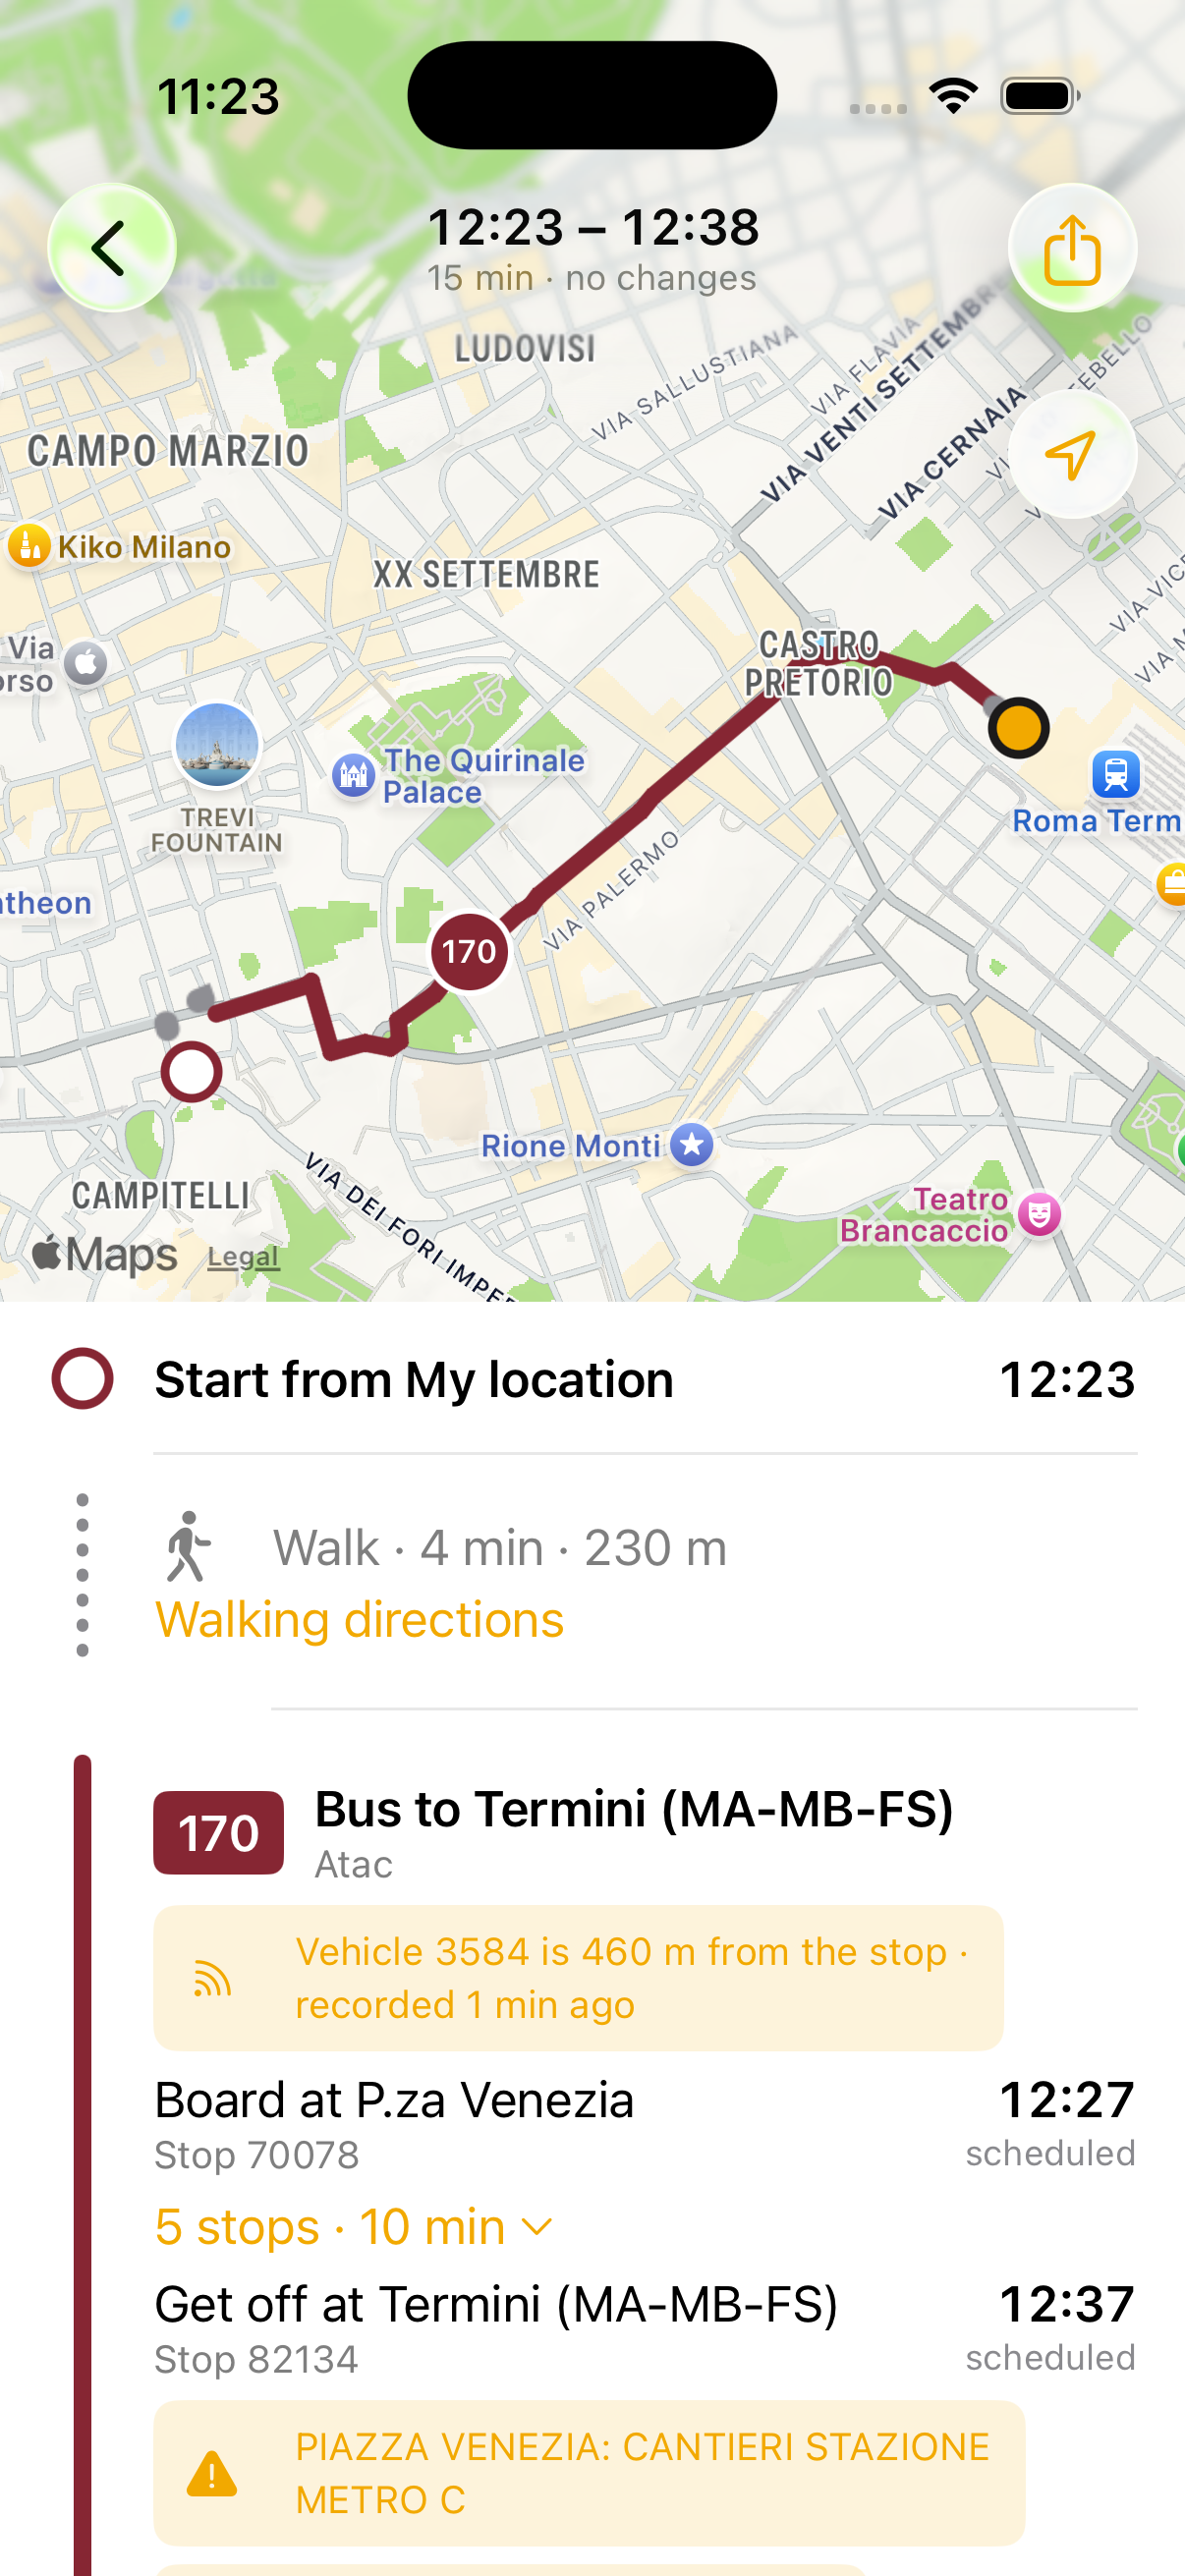 11:23
12:23 – 12:38
15 min · no changes
LUDOVISI
VIA SALLUSTIANA
VIA FLAVIA
VIA VENTI SETTEMBRE
VIA CERNAIA
CAMPO MARZIO
Kiko Milano
XX SETTEMBRE
Via
CASTRO
PRETORIO
The Quirinale
Palace
TREVI
FOUNTAIN
Roma Term
VIA PALERMO
170
Rione Monti
VIA DEI FORI IMPER
CAMPITELLI
Teatro
Brancaccio
Maps
Legal
Start from My location
12:23
Walk · 4 min · 230 m
Walking directions
170
Bus to Termini (MA-MB-FS)
Atac
Vehicle 3584 is 460 m from the stop ·
recorded 1 min ago
Board at P.za Venezia
12:27
Stop 70078
scheduled
5 stops · 10 min
Get off at Termini (MA-MB-FS)
12:37
Stop 82134
scheduled
PIAZZA VENEZIA: CANTIERI STAZIONE
METRO C